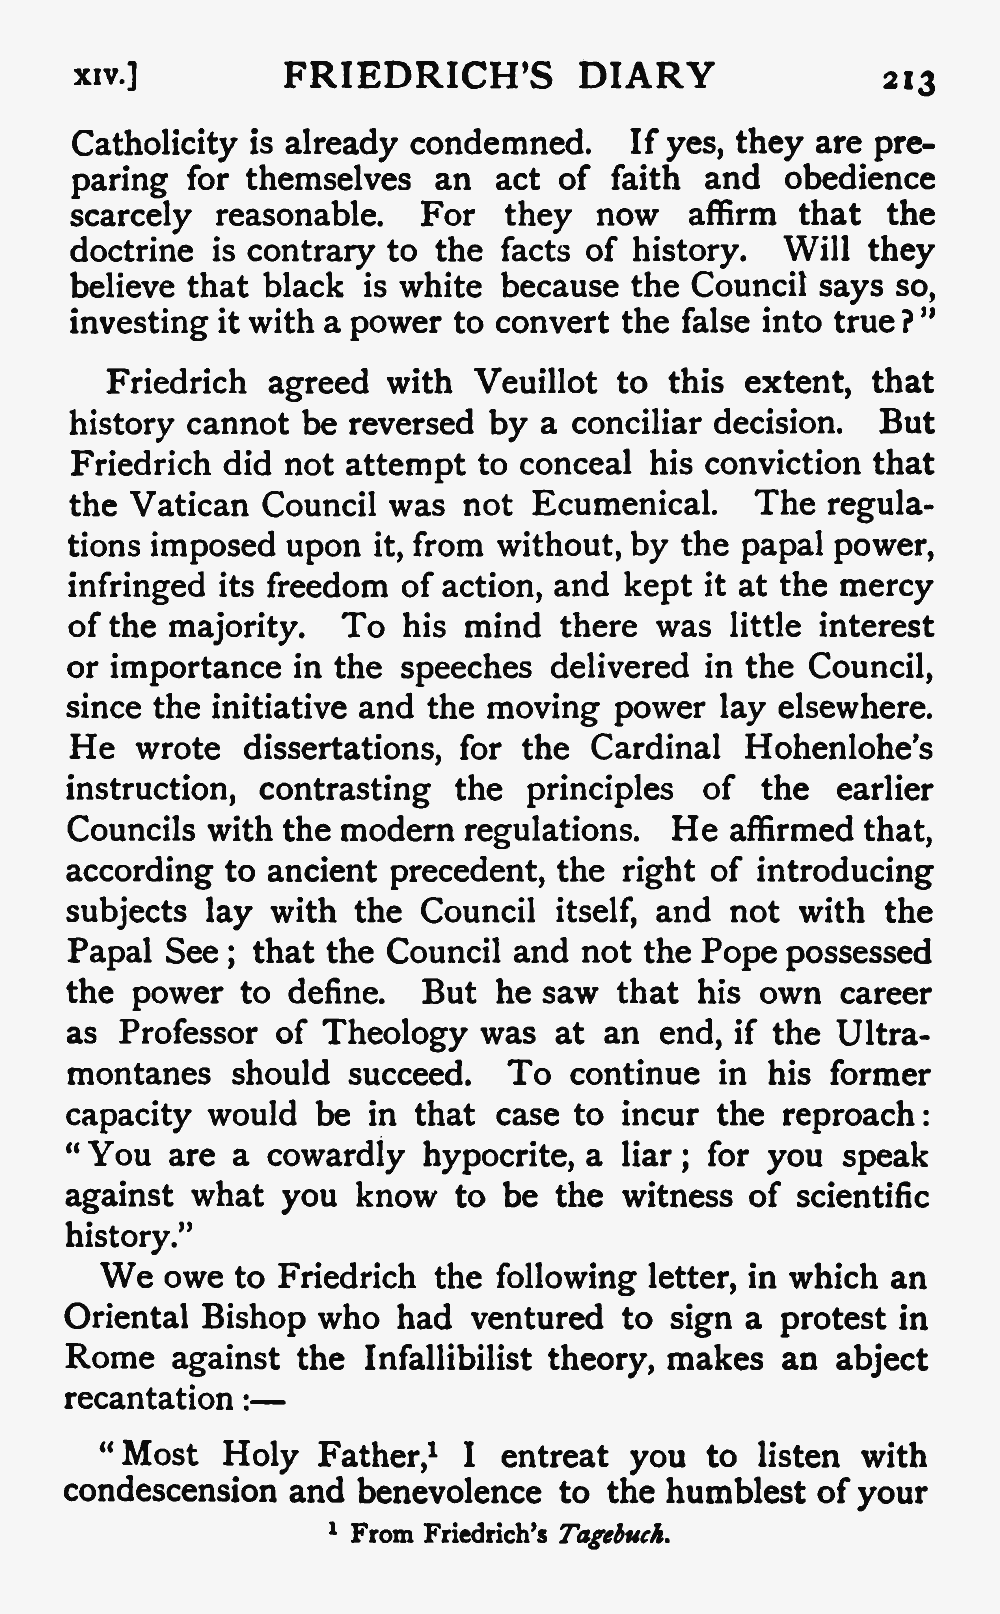 XIV.] FRIEDRICH'S DIARY 213
Catholicity is already condemned. If yes, they are pre-
paring for themselves an act of faith and obedience
scarcely reasonable. For they now affirm that the
doctrine is contrary to the facts of history. Will they
believe that black is white because the Council says so,
investing it with a power to convert the false into true?"
Friedrich agreed with Veuillot to this extent, that
history cannot be reversed by a conciliar decision. But
Friedrich did not attempt to conceal his conviction that
the Vatican Council was not Ecumenical. The regula-
tions imposed upon it, from without, by the papal power,
infringed its freedom of action, and kept it at the mercy
of the majority. To his mind there was little interest
or importance in the speeches delivered in the Council,
since the initiative and the moving power lay elsewhere.
He wrote dissertations, for the Cardinal Hohenlohe's
instruction, contrasting the principles of the earlier
Councils with the modern regulations. He affirmed that,
according to ancient precedent, the right of introducing
subjects lay with the Council itself, and not with the
Papal See; that the Council and not the Pope possessed
the power to define. But he saw that his own career
as Professor of Theology was at an end, if the Ultra-
montanes should succeed. To continue in his former
capacity would be in that case to incur the reproach:
"You are a cowardly hypocrite, a liar; for you speak
against what you know to be the witness of scientific
history."
We owe to Friedrich the following letter, in which an
Oriental Bishop who had ventured to sign a protest in
Rome against the Infallibilist theory, makes an abject
recantation:—
"Most Holy Father,¹ I entreat you to listen with
condescension and benevolence to the humblest of your
¹ From Friedrich's Tagebuch.